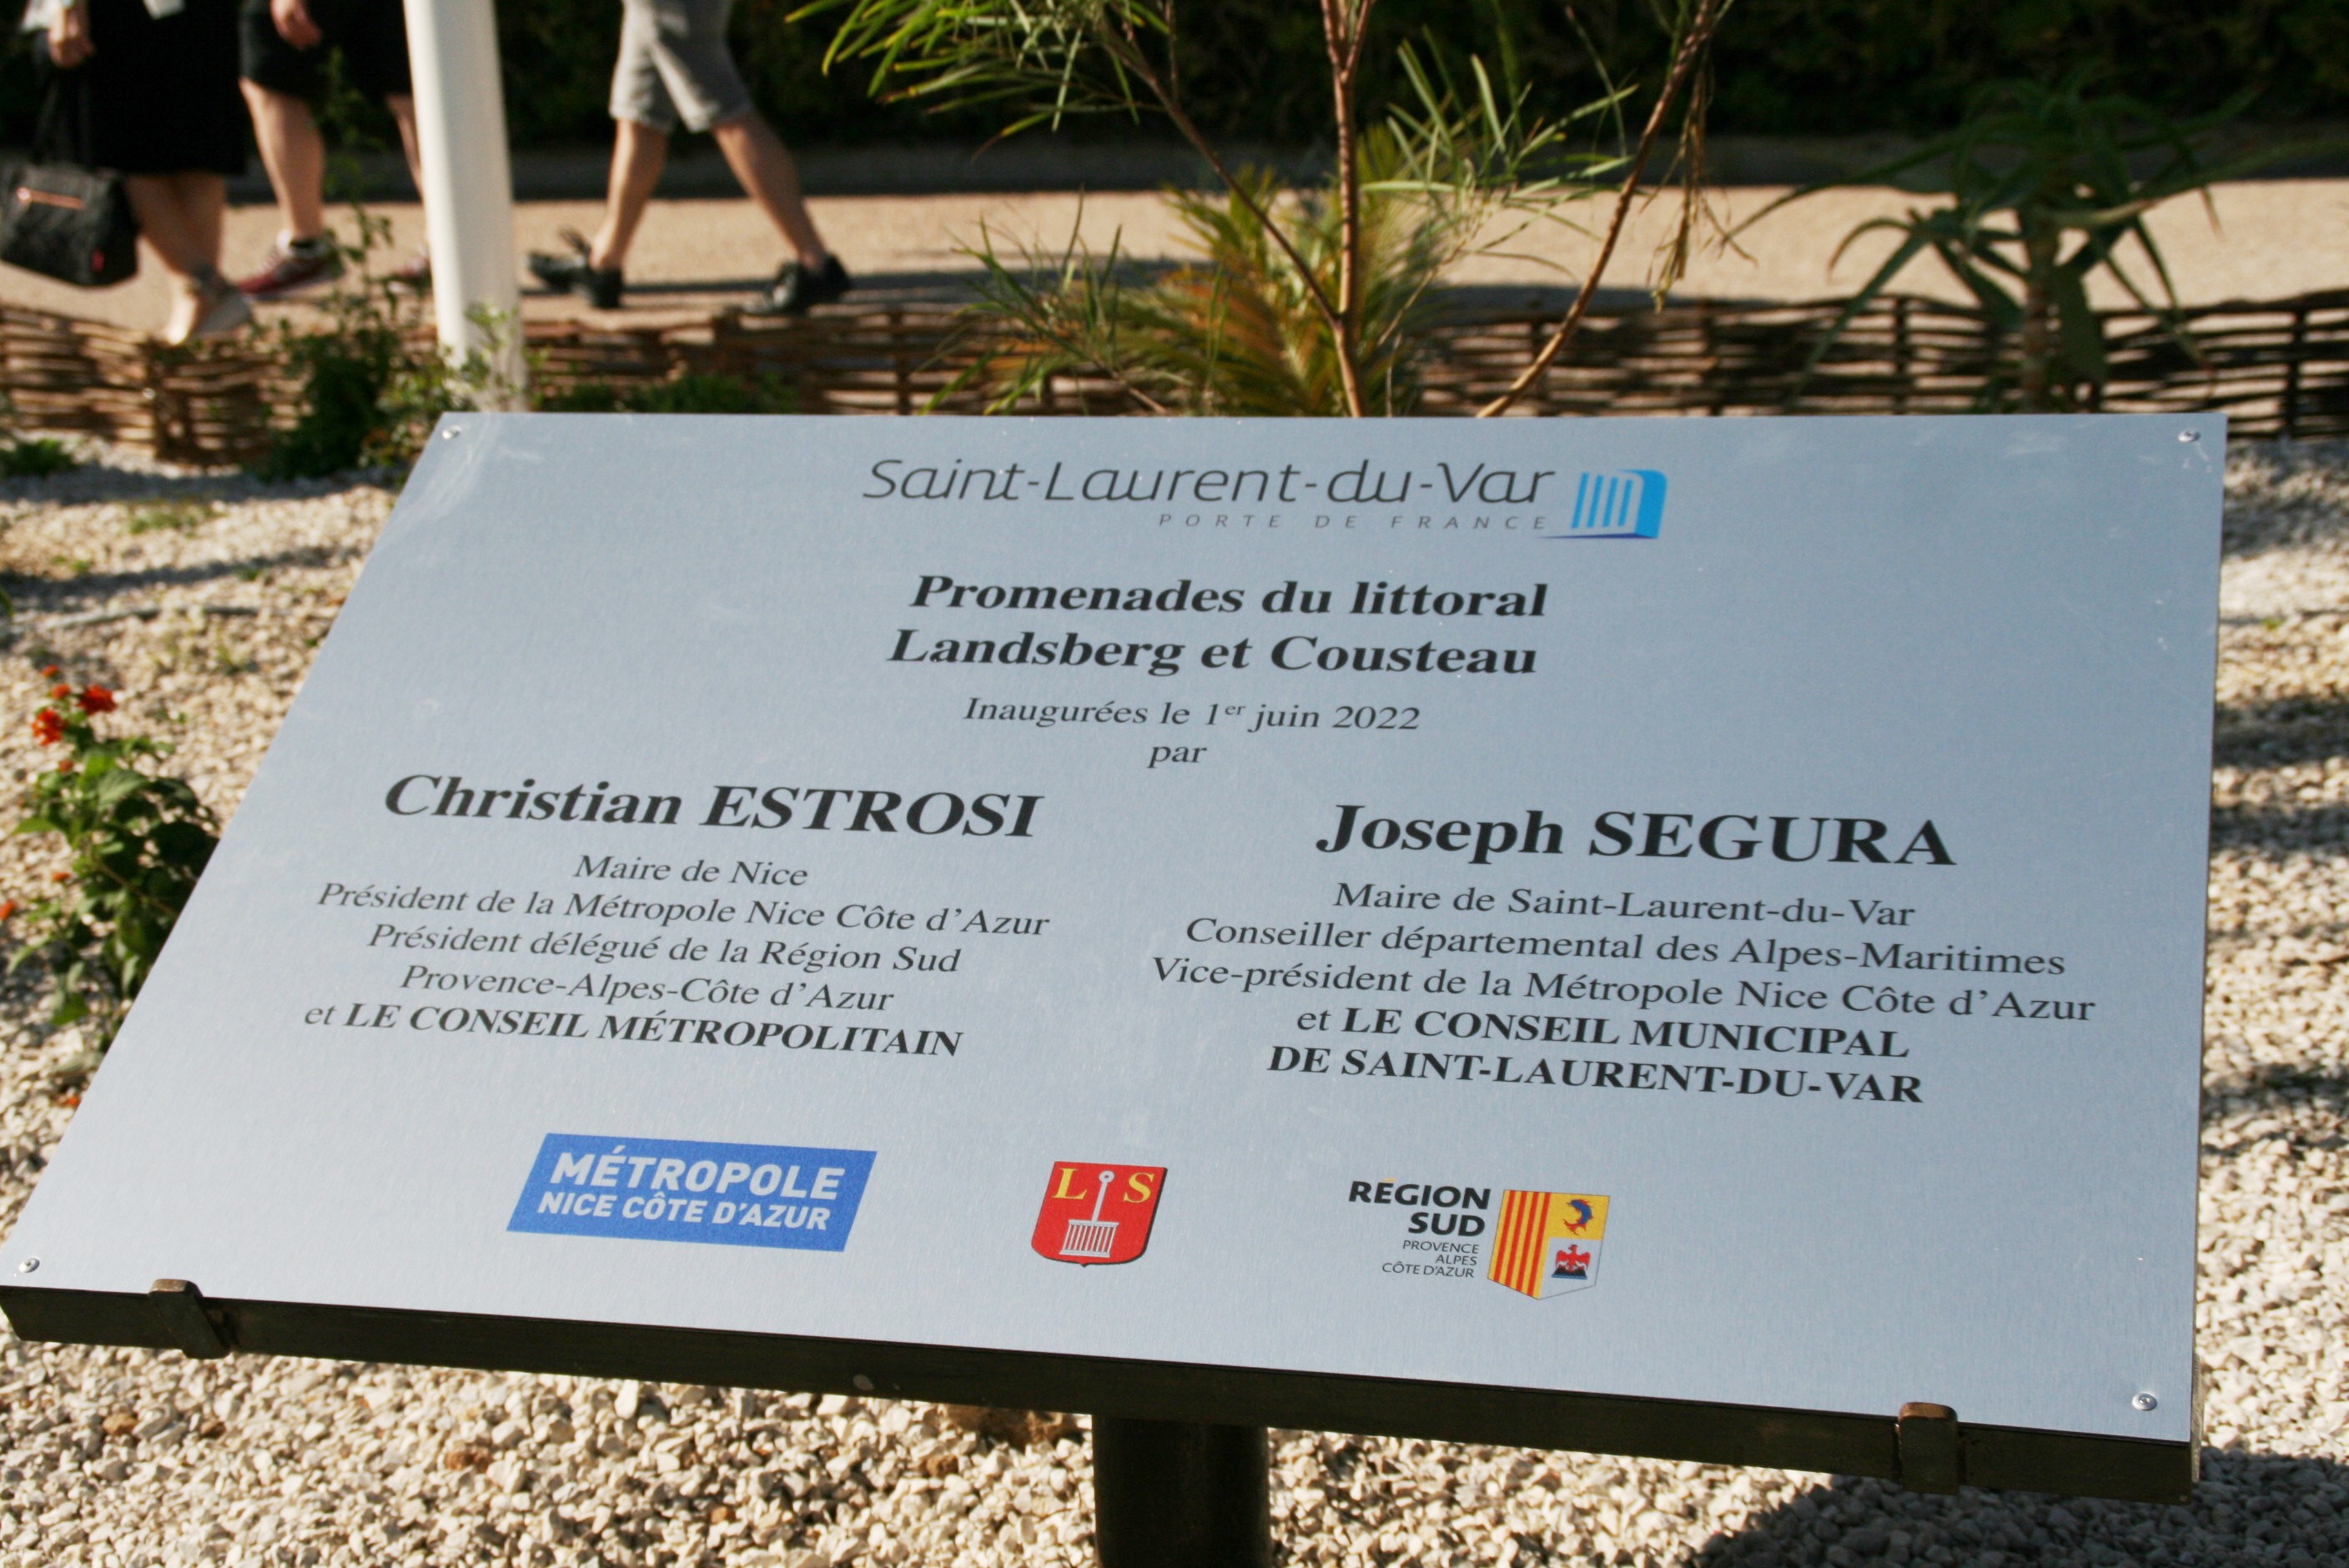 Saint-Laurent-du-Var
PORTE DE FRANCE
Promenades du littoral
Landsberg et Cousteau
Inaugurées le 1er juin 2022
par
Christian ESTROSI
Maire de Nice
Président de la Métropole Nice Côte d'Azur
Président délégué de la Région Sud
Provence-Alpes-Côte d'Azur
et LE CONSEIL MÉTROPOLITAIN
Joseph SEGURA
Maire de Saint-Laurent-du-Var
Conseiller départemental des Alpes-Maritimes
Vice-président de la Métropole Nice Côte d'Azur
et LE CONSEIL MUNICIPAL
DE SAINT-LAURENT-DU-VAR
MÉTROPOLE
NICE CÔTE D'AZUR
L S
RÉGION
SUD
PROVENCE
ALPES
CÔTE D'AZUR